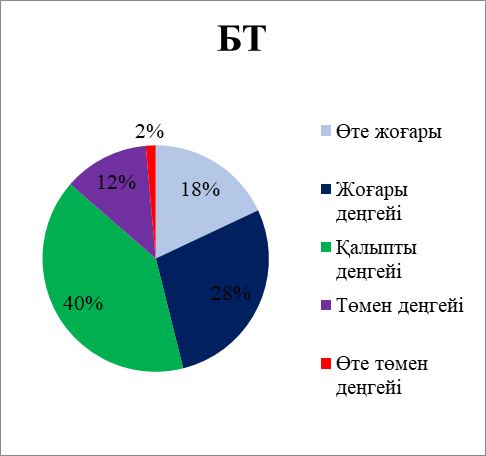 БТ
2%
18%
12%
28%
40%
Өте жоғары
Жоғары
деңгейі
Қалыпты
деңгейі
Төмен деңгейі
Өте төмен
деңгейі